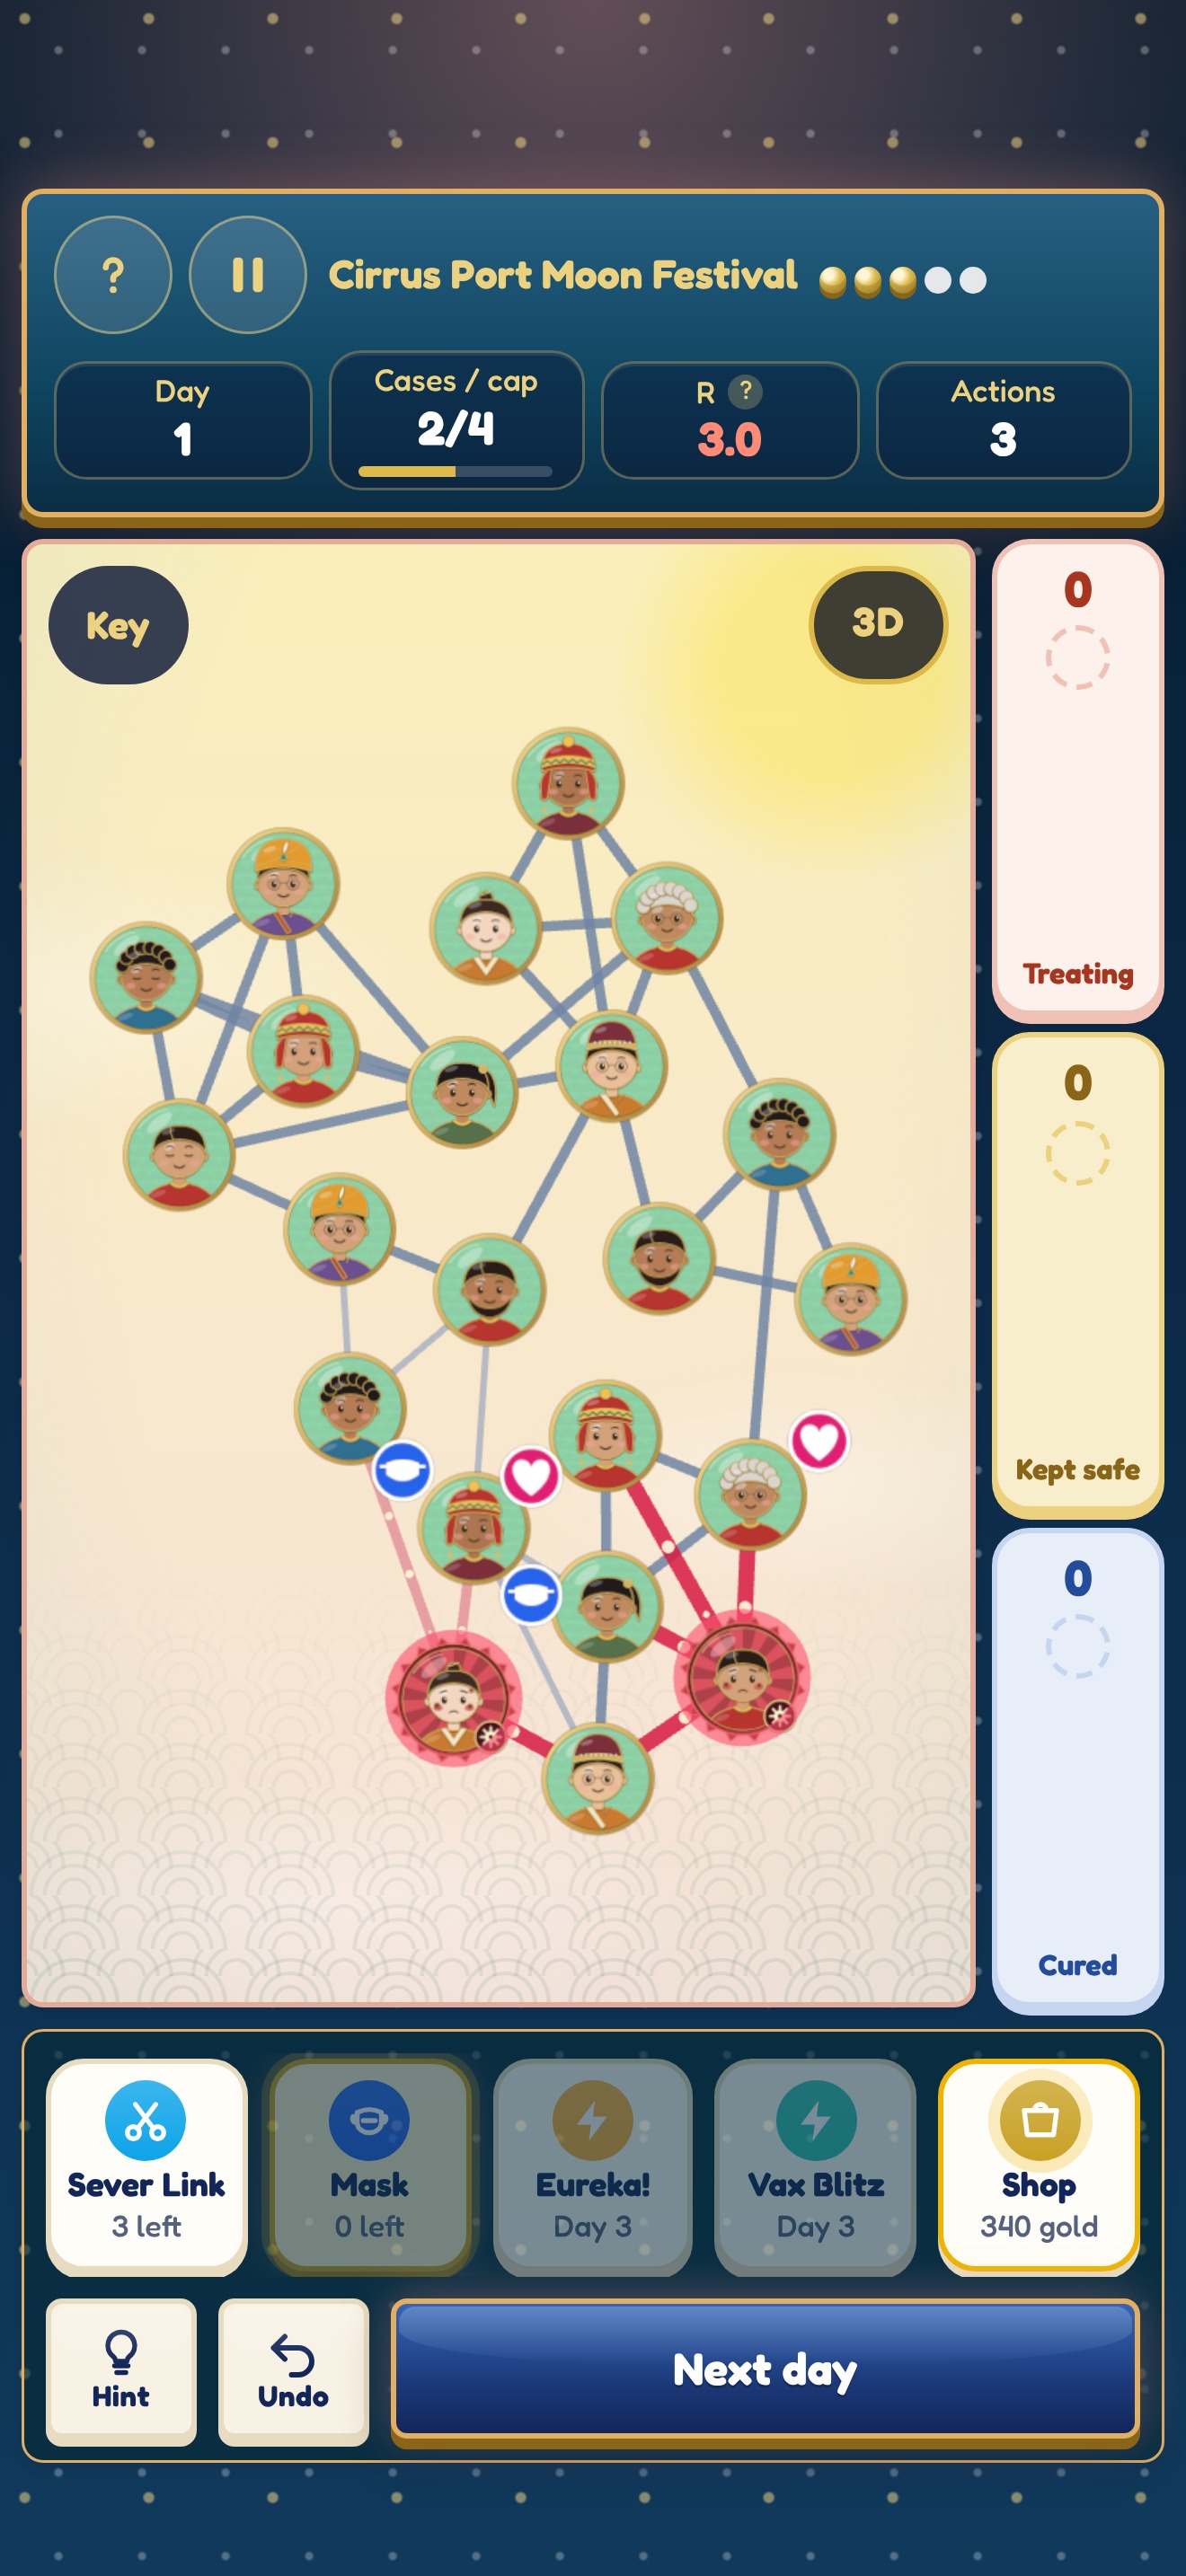 ?
Cirrus Port Moon Festival
Day
1
Cases / cap
2/4
R ?
3.0
Actions
3
Key
3D
0
Treating
0
Kept safe
0
Cured
Sever Link
3 left
Mask
0 left
Eureka!
Day 3
Vax Blitz
Day 3
Shop
340 gold
Hint
Undo
Next day